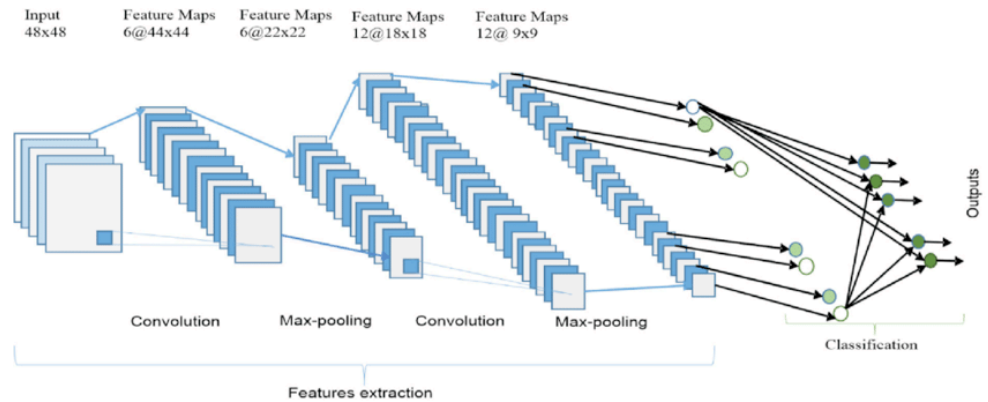 Input
48x48
Feature Maps
6@44x44
Feature Maps
6@22x22
Feature Maps
12@18x18
Feature Maps
12@ 9x9
Outputs
Convolution
Max-pooling
Convolution
Max-pooling
Classification
Features extraction